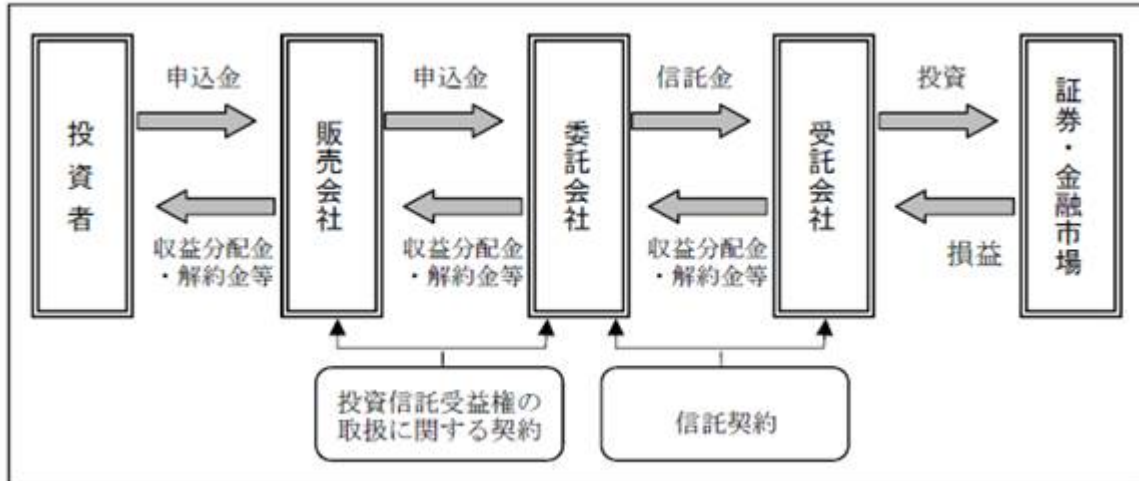 投資者
申込金
収益分配金
・解約金等
販売会社
申込金
収益分配金
・解約金等
委託会社
信託金
収益分配金
・解約金等
受託会社
投資
損益
証券・金融市場
投資信託受益権の
取扱に関する契約
信託契約